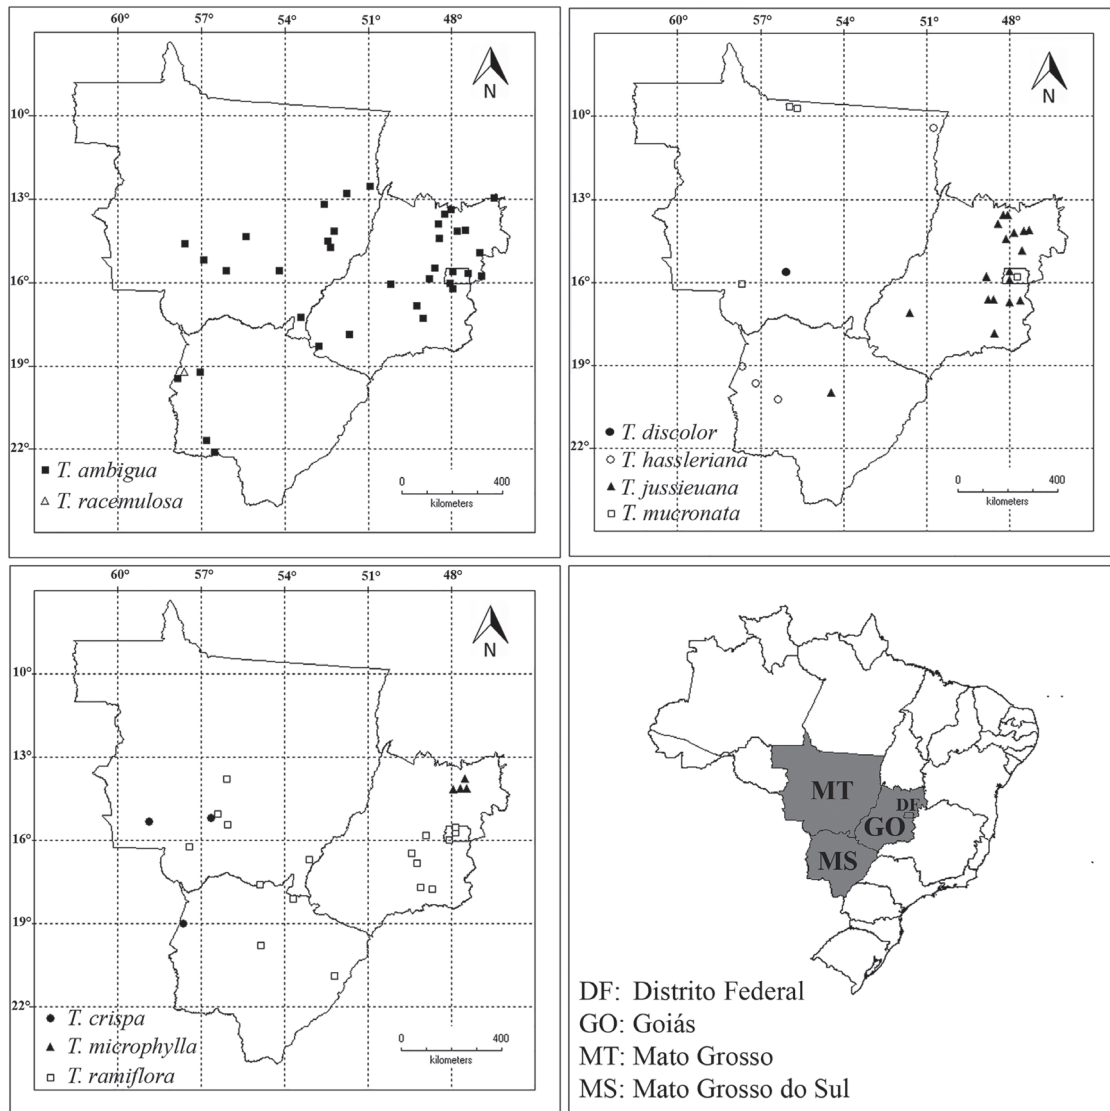 60° 57° 54° 51° 48°
N
10°
13°
16°
19°
22°
T. ambigua
T. racemulosa
0 400
kilometers
60° 57° 54° 51° 48°
N
10°
13°
16°
19°
22°
T. discolor
T. hassleriana
T. jussieuana
T. mucronata
0 400
kilometers
60° 57° 54° 51° 48°
N
10°
13°
16°
19°
22°
T. crispa
T. microphylla
T. ramiflora
0 400
kilometers
MT
DF
GO
MS
DF: Distrito Federal
GO: Goiás
MT: Mato Grosso
MS: Mato Grosso do Sul